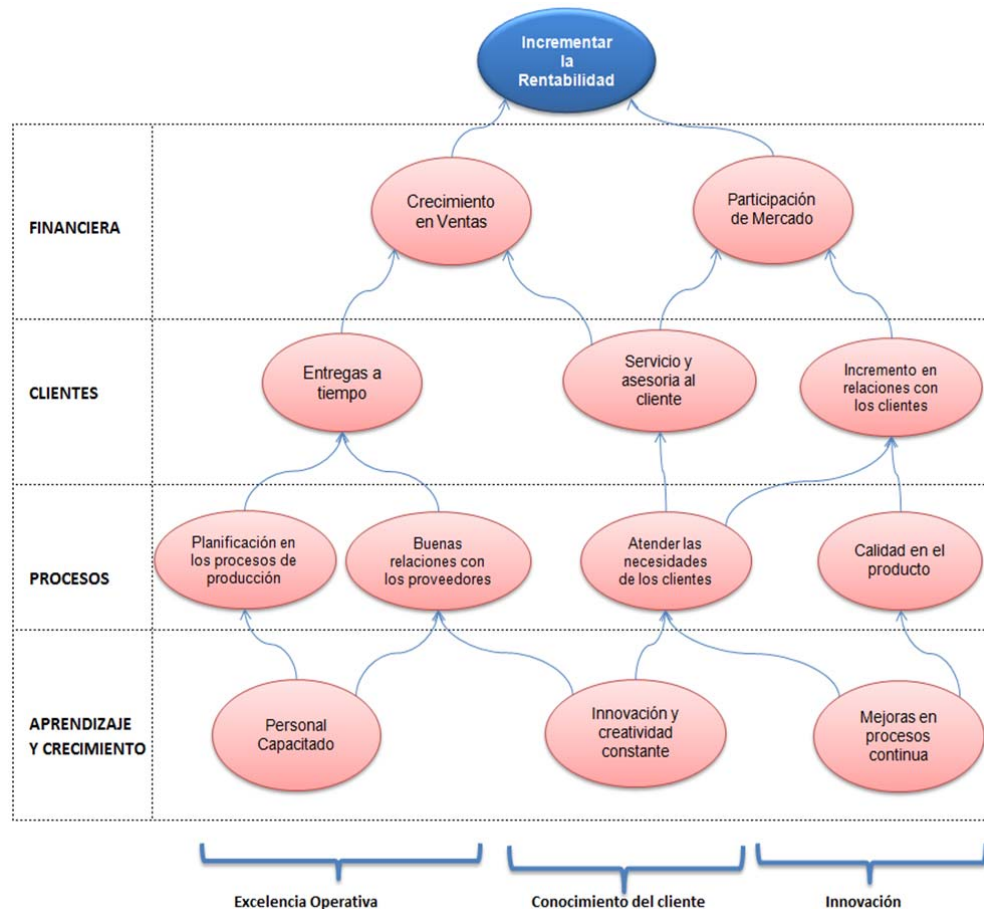 Incrementar
la
Rentabilidad
FINANCIERA
Crecimiento
en Ventas
Participación
de Mercado
CLIENTES
Entregas a
tiempo
Servicio y
asesoria al
cliente
Incremento en
relaciones con
los clientes
PROCESOS
Planificación en
los procesos de
producción
Buenas
relaciones con
los proveedores
Atender las
necesidades
de los clientes
Calidad en el
producto
APRENDIZAJE
Y CRECIMIENTO
Personal
Capacitado
Innovación y
creatividad
constante
Mejoras en
procesos
continua
Excelencia Operativa
Conocimiento del cliente
Innovación